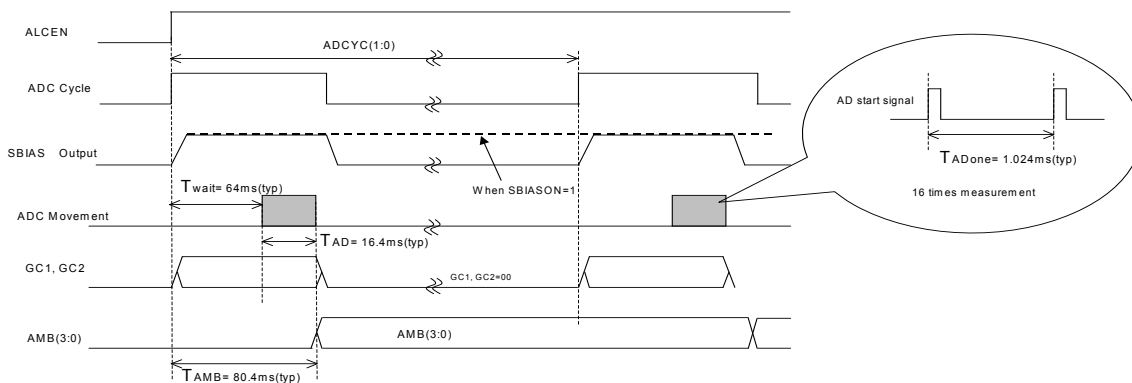 ALCEN
ADCYC(1:0)
ADC Cycle
AD start signal
TADone= 1.024ms(typ)
SBIAS Output
When SBIASON=1
16 times measurement
Twait= 64ms(typ)
ADC Movement
TAD= 16.4ms(typ)
GC1, GC2
GC1, GC2=00
AMB(3:0)
AMB(3:0)
TAMB= 80.4ms(typ)